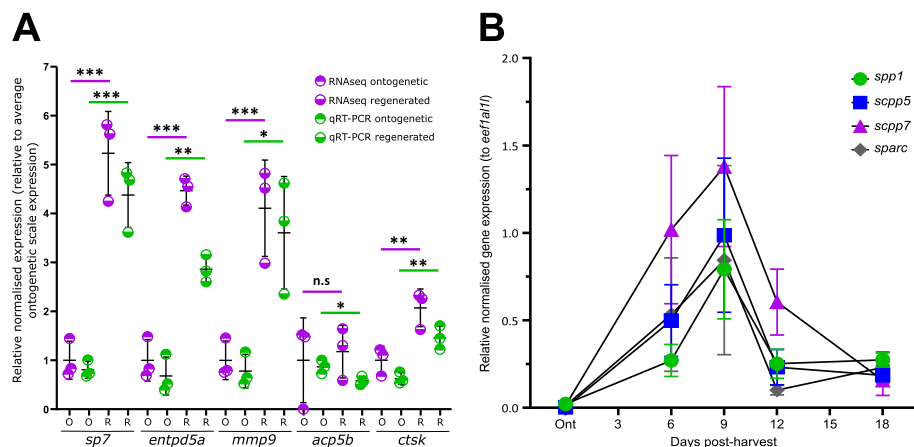 A
Relative normalised expression (relative to average
ontogenetic scale expression)
7
6
5
4
3
2
1
0
*** *** *** ** *** * n.s * ** **
RNAseq ontogenetic
RNAseq regenerated
qRT-PCR ontogenetic
qRT-PCR regenerated
O O R R O O R R O O R R O O R R O O R R
sp7 entpd5a mmp9 acp5b ctsk
B
Relative normalised gene expression (to eef1al1l)
2.0
1.5
1.0
0.5
0.0
spp1
scpp5
scpp7
sparc
Ont 3 6 9 12 15 18
Days post-harvest